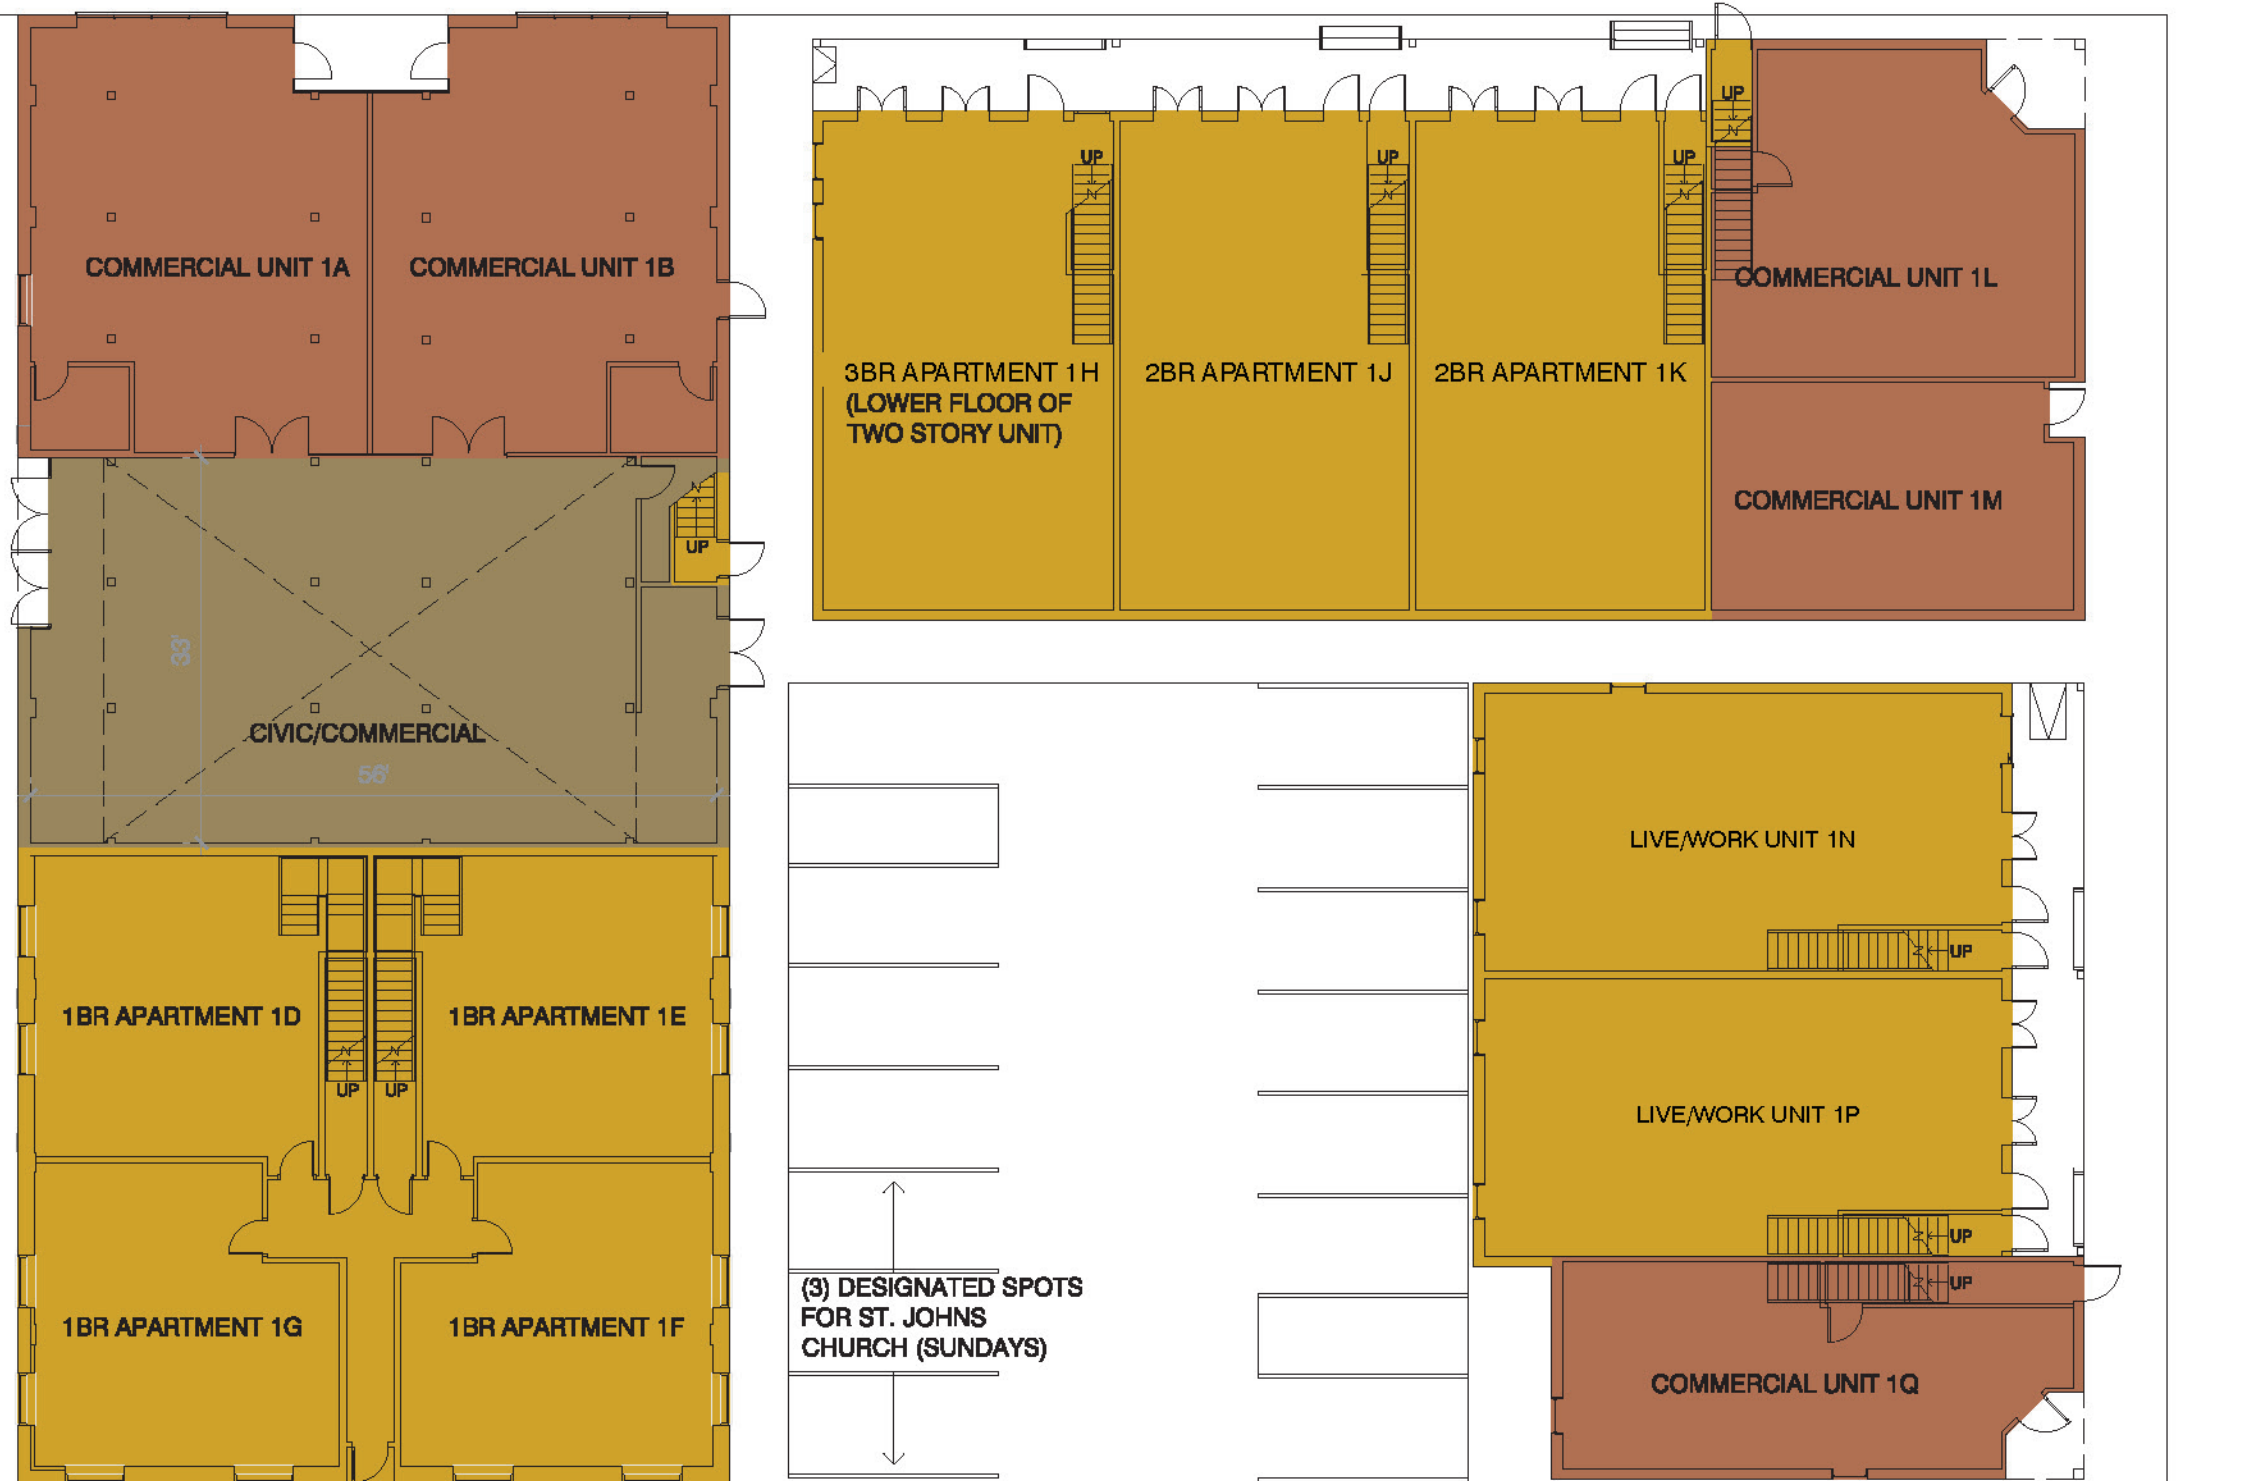 COMMERCIAL UNIT 1A
COMMERCIAL UNIT 1B
UP
33'
CIVIC/COMMERCIAL
56'
1BR APARTMENT 1D
1BR APARTMENT 1E
UP
UP
1BR APARTMENT 1G
1BR APARTMENT 1F
UP
UP
UP
UP
3BR APARTMENT 1H
(LOWER FLOOR OF
TWO STORY UNIT)
2BR APARTMENT 1J
2BR APARTMENT 1K
COMMERCIAL UNIT 1L
COMMERCIAL UNIT 1M
(3) DESIGNATED SPOTS
FOR ST. JOHNS
CHURCH (SUNDAYS)
LIVE/WORK UNIT 1N
UP
LIVE/WORK UNIT 1P
UP
UP
COMMERCIAL UNIT 1Q